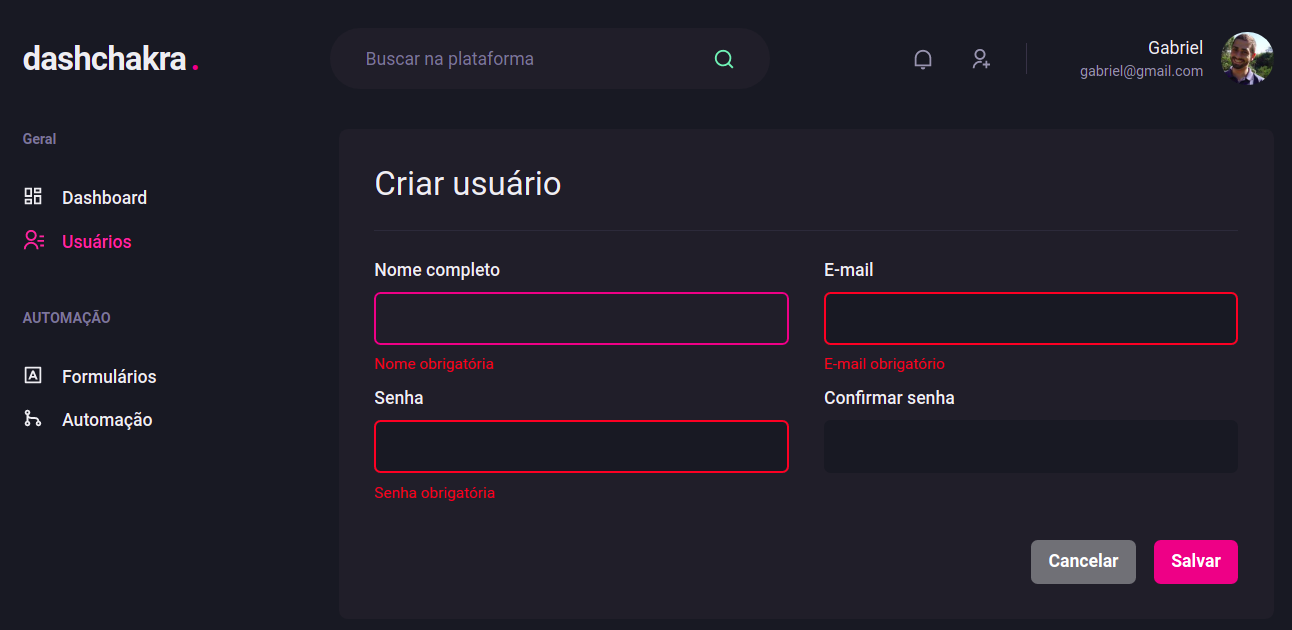 dashchakra.
Buscar na plataforma
Gabriel
gabriel@gmail.com
Geral
Dashboard
Usuários
AUTOMAÇÃO
Formulários
Automação
Criar usuário
Nome completo
E-mail
Nome obrigatória
E-mail obrigatório
Senha
Confirmar senha
Senha obrigatória
Cancelar
Salvar